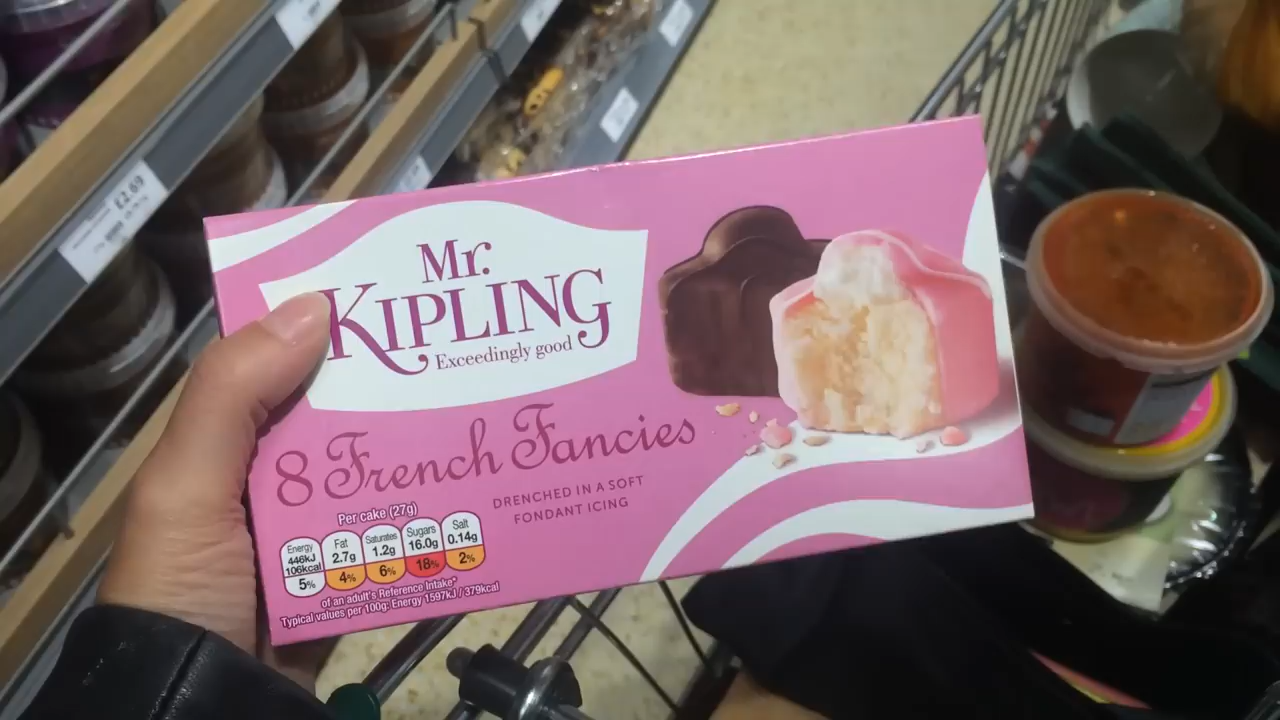 £2.69
Mr.
KIPLING
Exceedingly good
8 French Fancies
DRENCHED IN A SOFT
FONDANT ICING
Per cake (27g)
Energy Fat Saturates Sugars Salt
446kJ 2.7g 1.2g 16.0g 0.14g
106kcal
5% 4% 6% 18% 2%
of an adult's Reference Intake*
Typical values per 100g: Energy 1597kJ / 379kcal